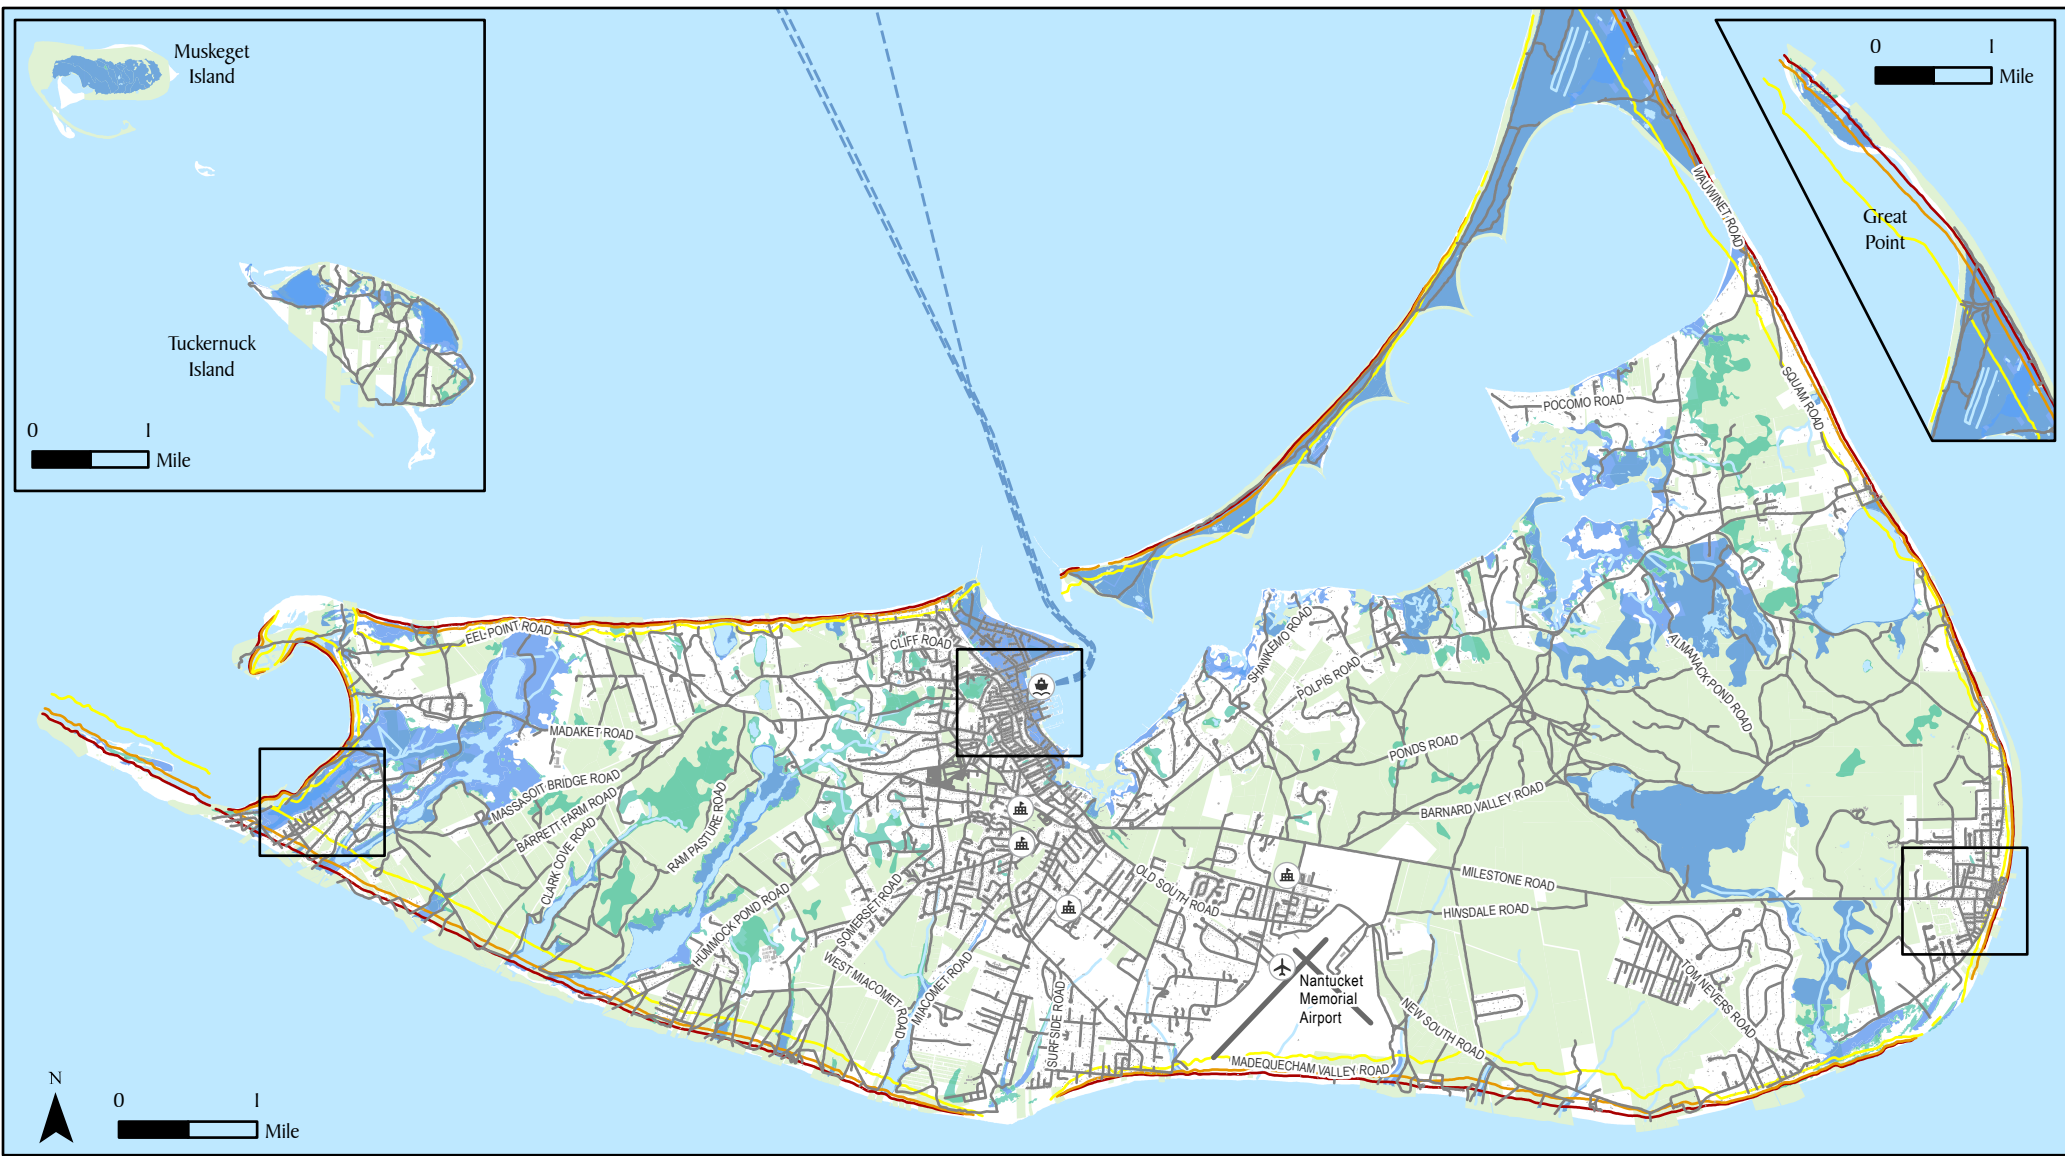 Muskeget
Island
Tuckernuck
Island
0 1
Mile
0 1
Mile
Great
Point
WAUWINET ROAD
SQUAM ROAD
POCOMO ROAD
EEL POINT ROAD
CLIFF ROAD
SHAWKEMO ROAD
POLPIS ROAD
ALMANACK POND ROAD
MADAKET ROAD
PONDS ROAD
MASSASOIT BRIDGE ROAD
BARRETT FARM ROAD
CLARK COVE ROAD
RAM PASTURE ROAD
BARNARD VALLEY ROAD
OLD SOUTH ROAD
MILESTONE ROAD
HINSDALE ROAD
HUMMOCK POND ROAD
SOMERSET ROAD
WEST MIACOMET ROAD
MIACOMET ROAD
SURFSIDE ROAD
Nantucket
Memorial
Airport
NEW SOUTH ROAD
TOM NEVERS ROAD
MADEQUECHAM VALLEY ROAD
N
0 1
Mile